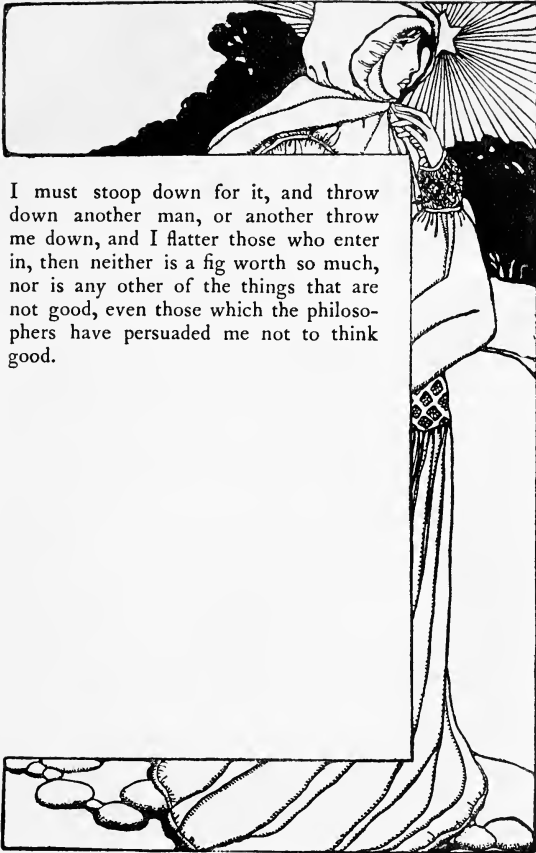 I must stoop down for it, and throw
down another man, or another throw
me down, and I flatter those who enter
in, then neither is a fig worth so much,
nor is any other of the things that are
not good, even those which the philoso-
phers have persuaded me not to think
good.